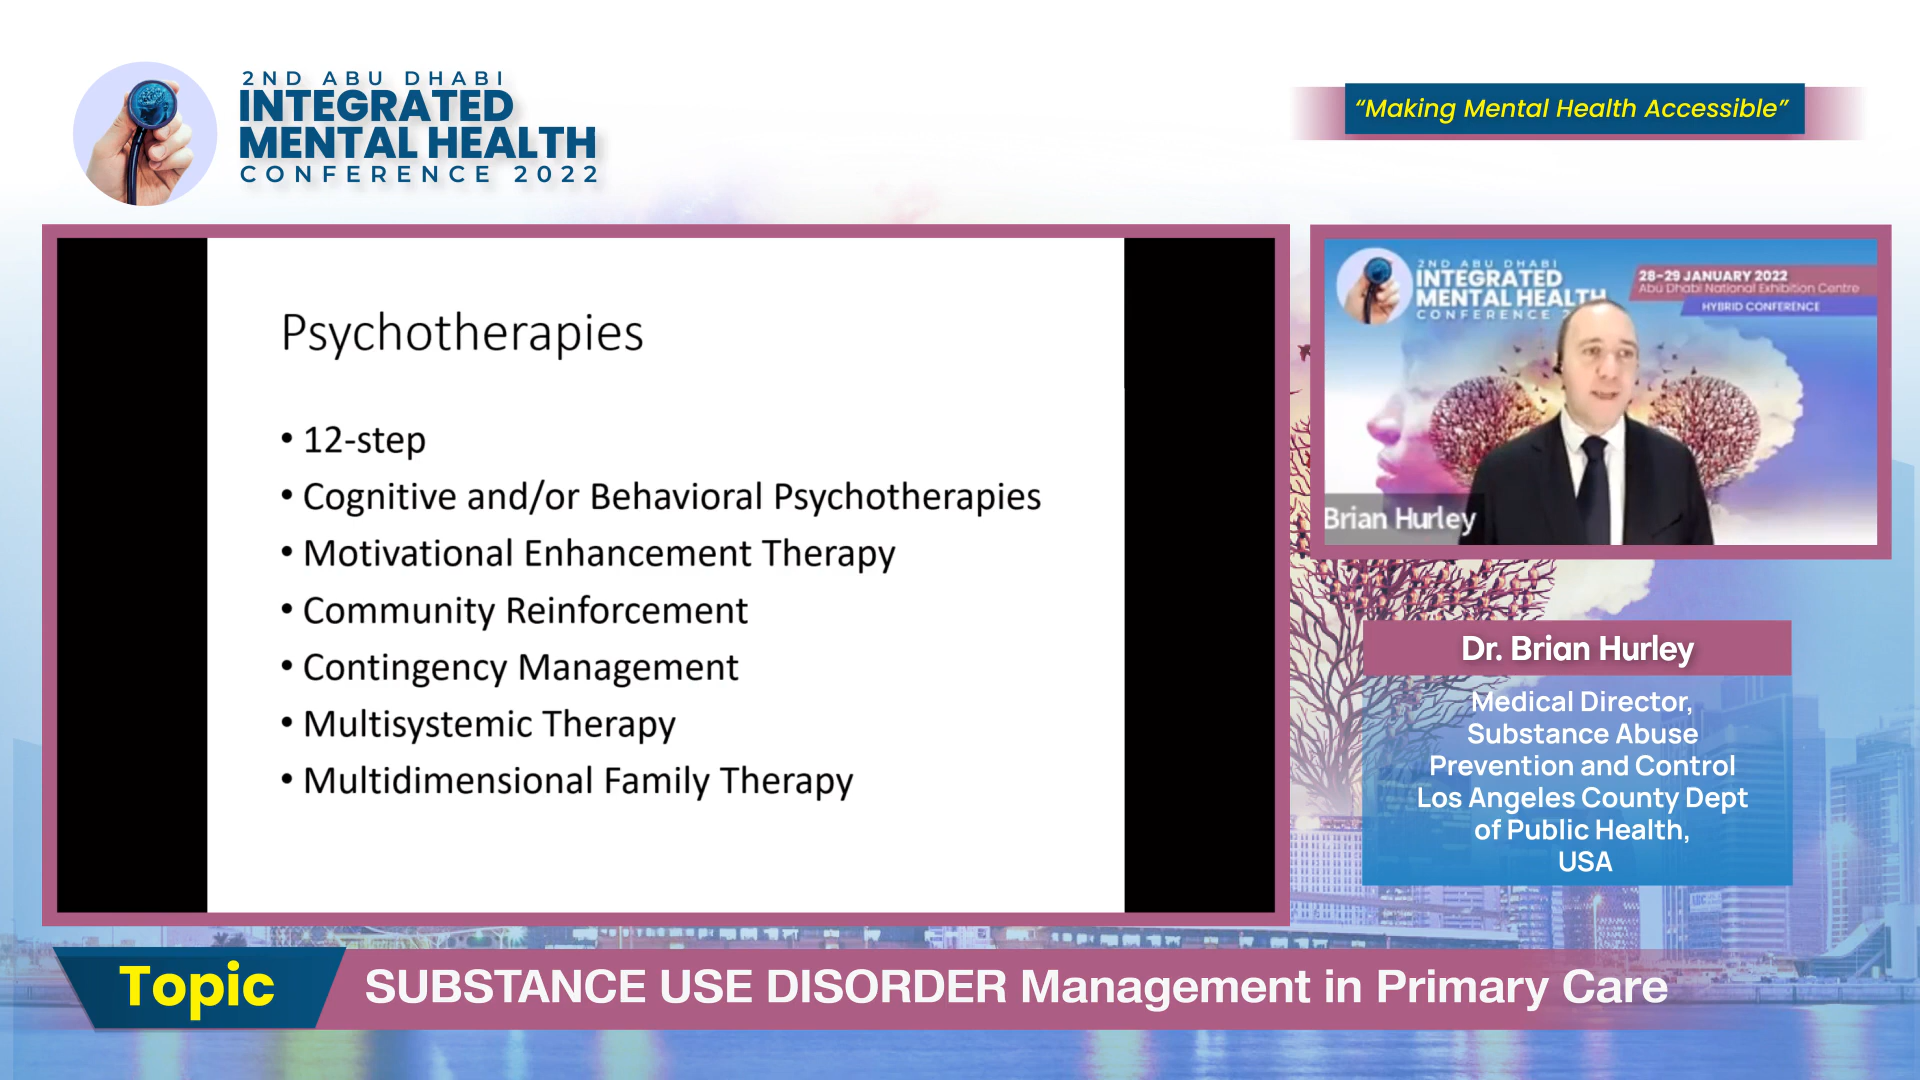 2ND ABU DHABI
INTEGRATED
MENTAL HEALTH
CONFERENCE 2022
“Making Mental Health Accessible”
Psychotherapies
• 12-step
• Cognitive and/or Behavioral Psychotherapies
• Motivational Enhancement Therapy
• Community Reinforcement
• Contingency Management
• Multisystemic Therapy
• Multidimensional Family Therapy
2ND ABU DHABI
INTEGRATED
MENTAL HEALTH
CONFERENCE 2
28-29 JANUARY 2022
Abu Dhabi National Exhibition Centre
HYBRID CONFERENCE
Brian Hurley
Dr. Brian Hurley
Medical Director,
Substance Abuse
Prevention and Control
Los Angeles County Dept
of Public Health,
USA
Topic
SUBSTANCE USE DISORDER Management in Primary Care